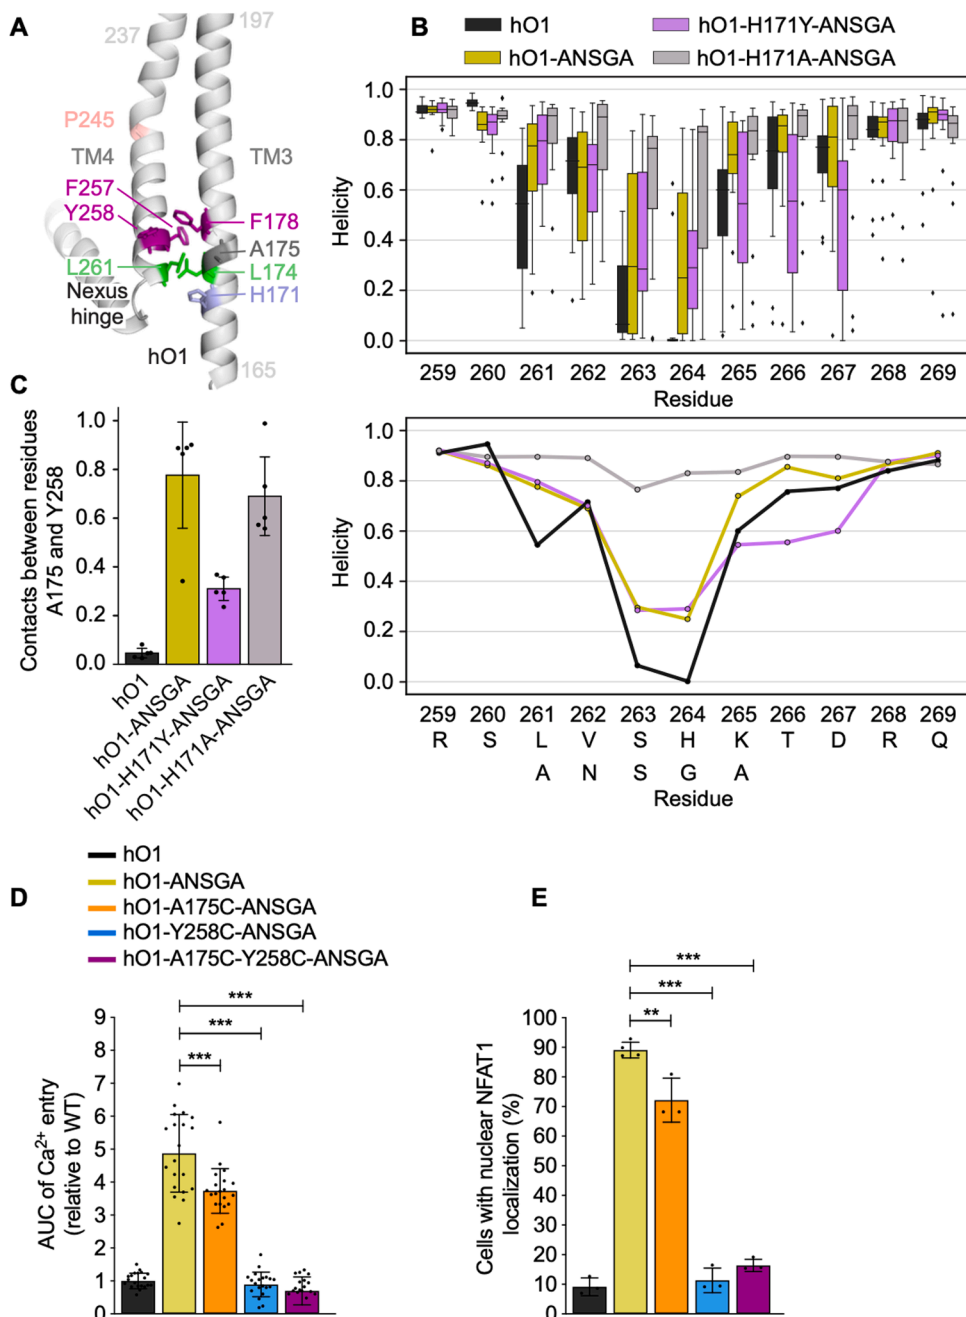 A
237
197
P245
TM4
TM3
F257
Y258
F178
A175
L261
L174
Nexus
hinge
H171
hO1
165
B
hO1
hO1-ANSGA
hO1-H171Y-ANSGA
hO1-H171A-ANSGA
Helicity
1.0
0.8
0.6
0.4
0.2
0.0
259 260 261 262 263 264 265 266 267 268 269
Residue
C
Contacts between residues
A175 and Y258
1.0
0.8
0.6
0.4
0.2
0.0
hO1
hO1-ANSGA
hO1-H171Y-ANSGA
hO1-H171A-ANSGA
Helicity
1.0
0.8
0.6
0.4
0.2
0.0
259 260 261 262 263 264 265 266 267 268 269
R S L V S H K T D R Q
A N S G A
Residue
hO1
hO1-ANSGA
hO1-A175C-ANSGA
hO1-Y258C-ANSGA
hO1-A175C-Y258C-ANSGA
D
AUC of Ca2+ entry
(relative to WT)
9
8
7
6
5
4
3
2
1
0
***
***
***
E
Cells with nuclear NFAT1
localization (%)
100
90
80
70
60
50
40
30
20
10
0
***
***
**